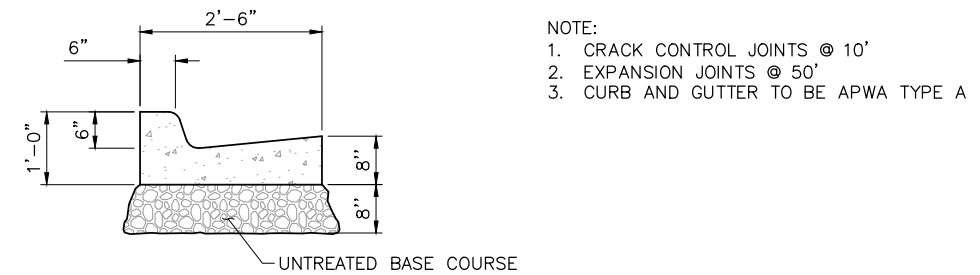 2'-6"
6"
1'-0"
6"
8"
8"
UNTREATED BASE COURSE
NOTE:
1. CRACK CONTROL JOINTS @ 10'
2. EXPANSION JOINTS @ 50'
3. CURB AND GUTTER TO BE APWA TYPE A